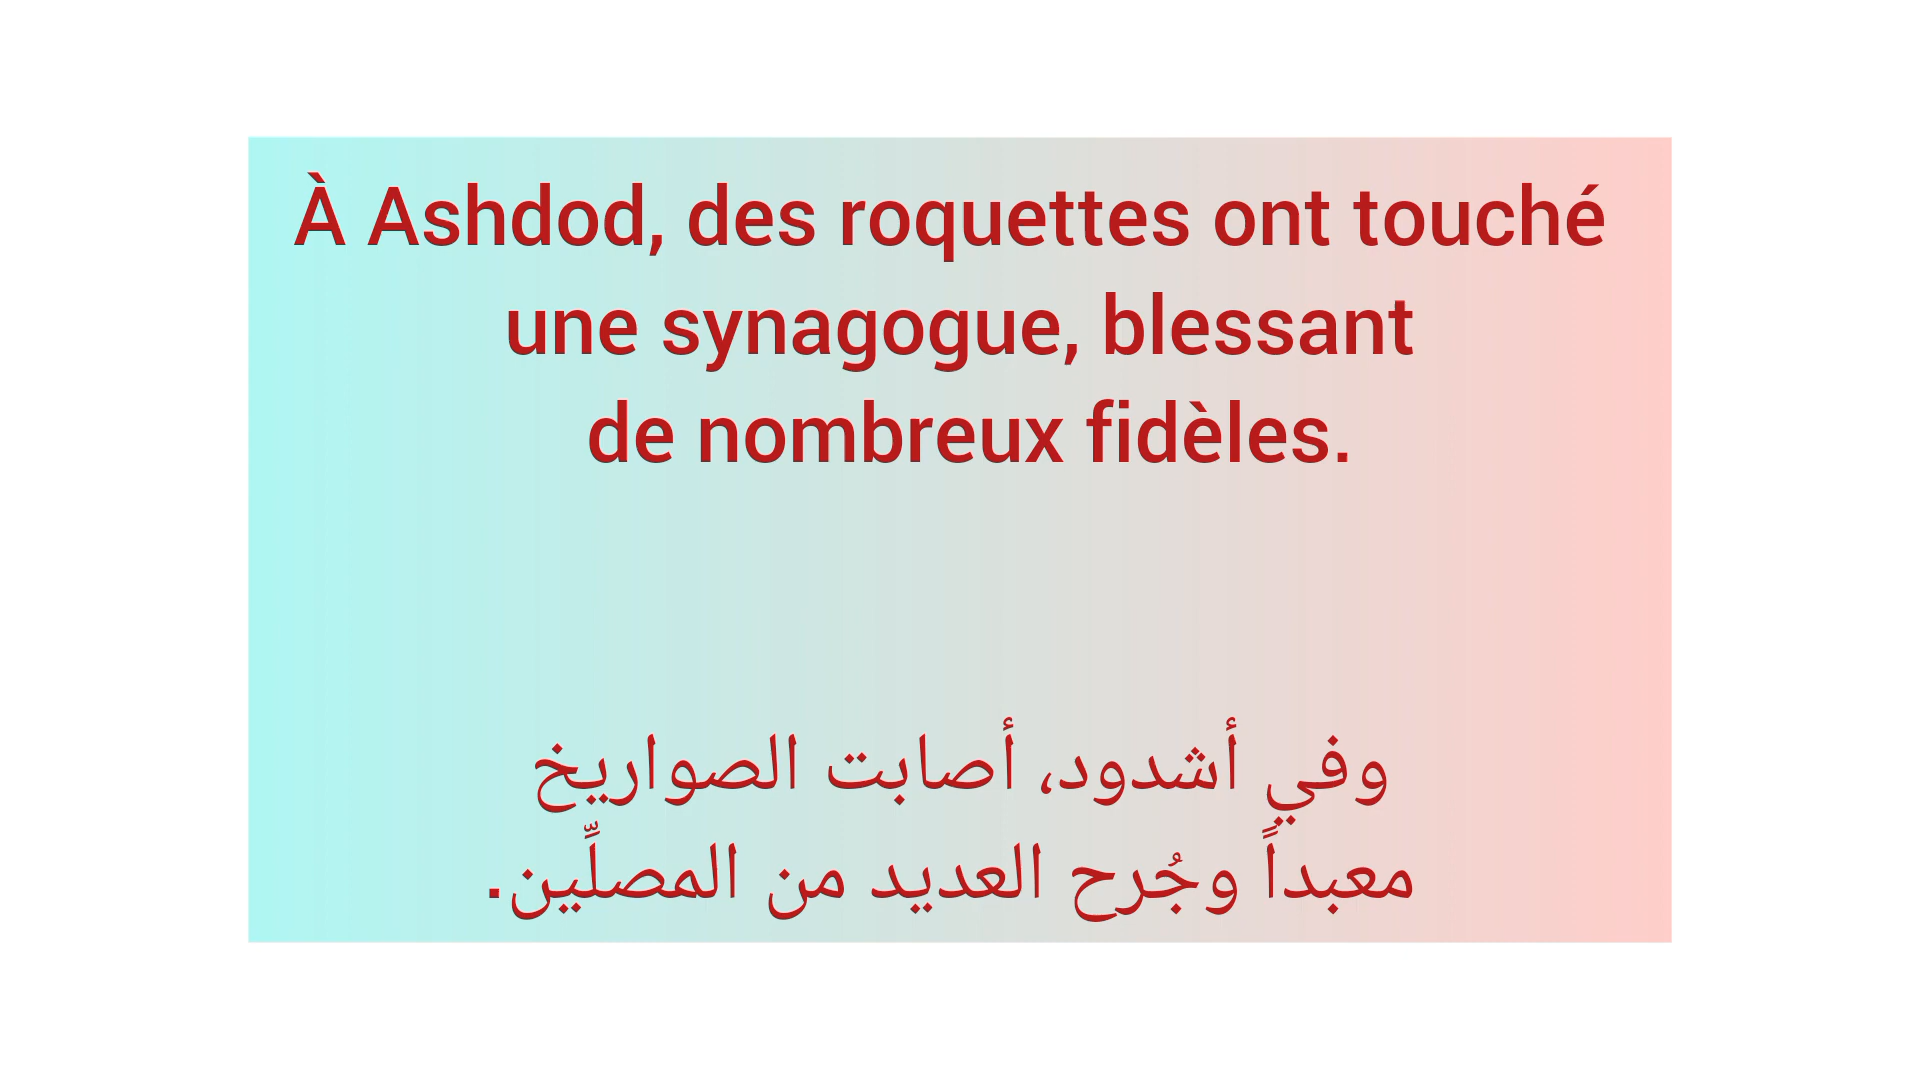 À Ashdod, des roquettes ont touché
une synagogue, blessant
de nombreux fidèles.
وفي أشدود، أصابت الصواريخ
معبداً وجُرح العديد من المصلِّين.